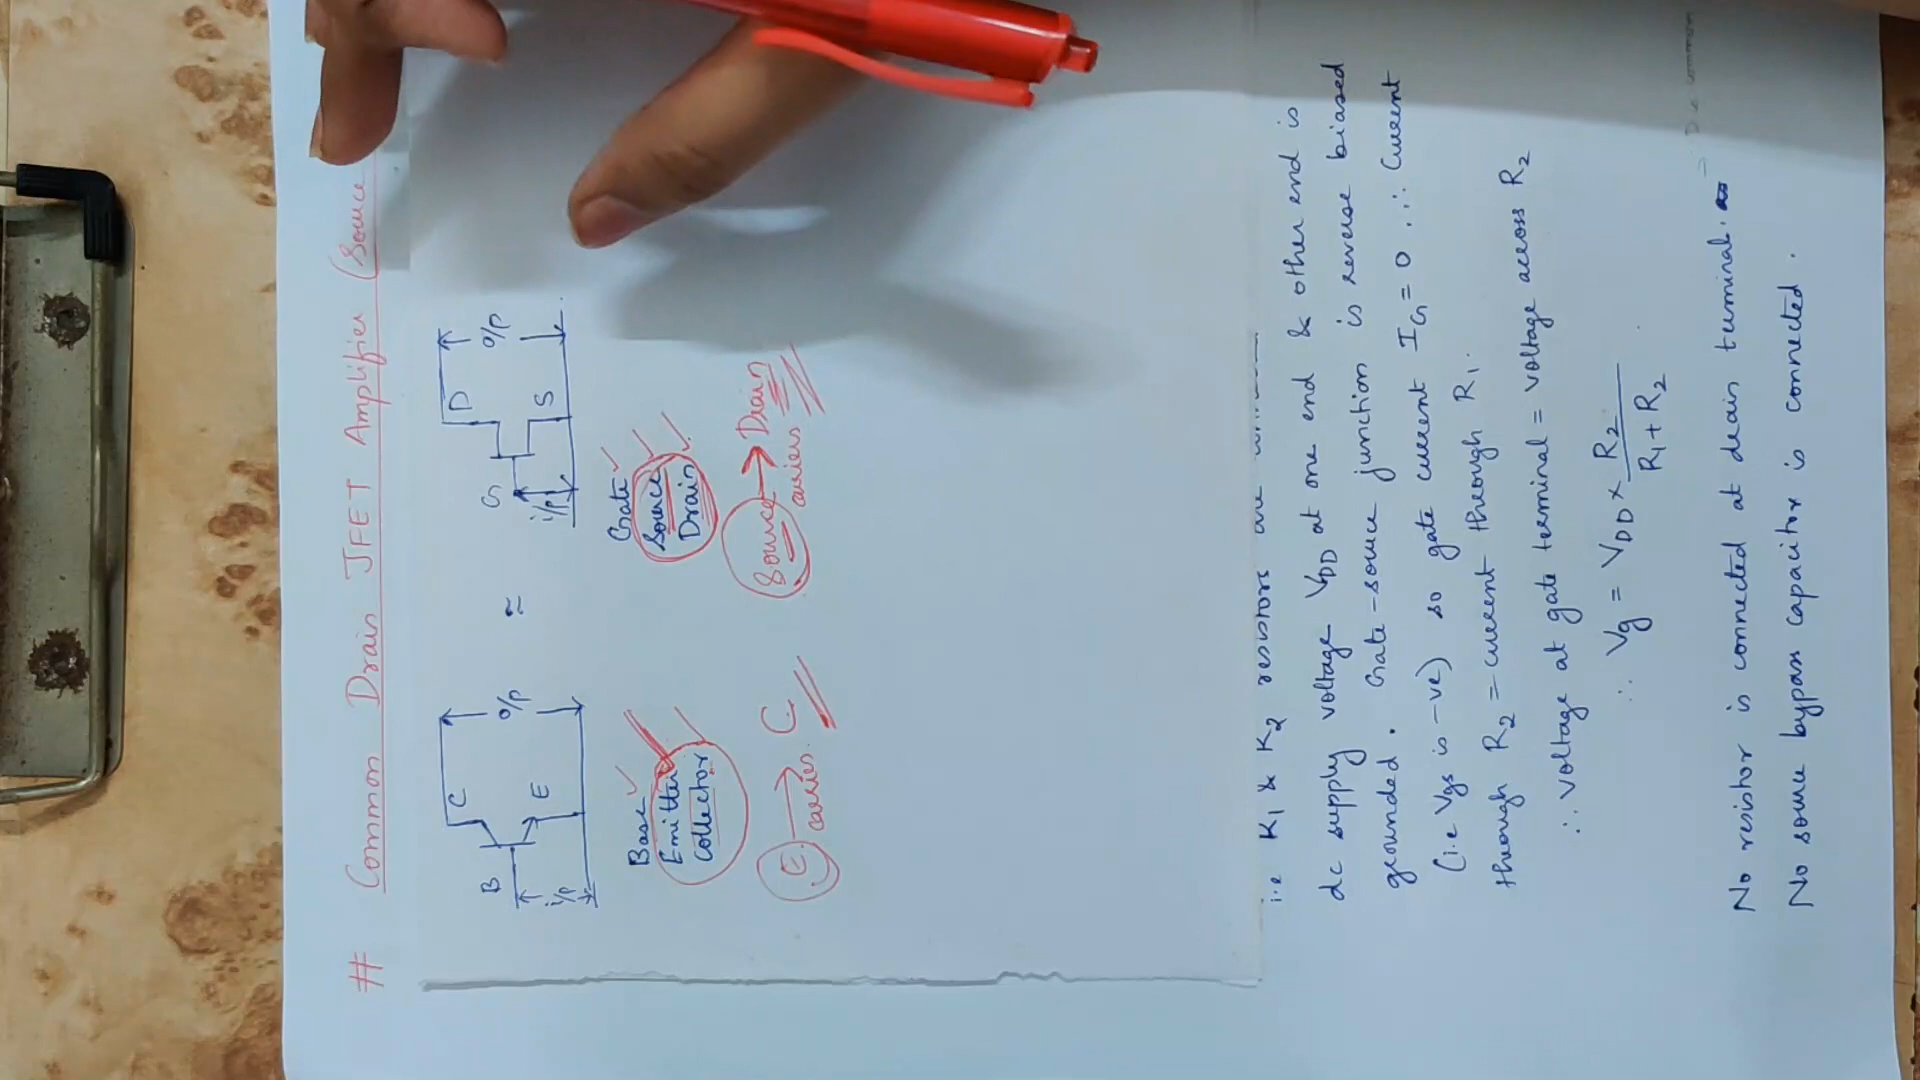 # Common Drain JFET Amplifier (Source
B C E i/p o/p
≈
G D S i/p o/p
Base
Emitter
Collector
E → C
carries
Gate
Source
Drain
Source → Drain
carriers
i.e R1 & R2 resistors are
dc supply voltage VDD at one end & other end is
grounded. Gate-source junction is reverse biased
(i.e Vgs is -ve) so gate current IG = 0 ∴ Current
through R2 = current through R1.
∴ voltage at gate terminal = voltage across R2
∴ Vg = VDD × R2 / R1 + R2
No resistor is connected at drain terminal.
No source bypass capacitor is connected.